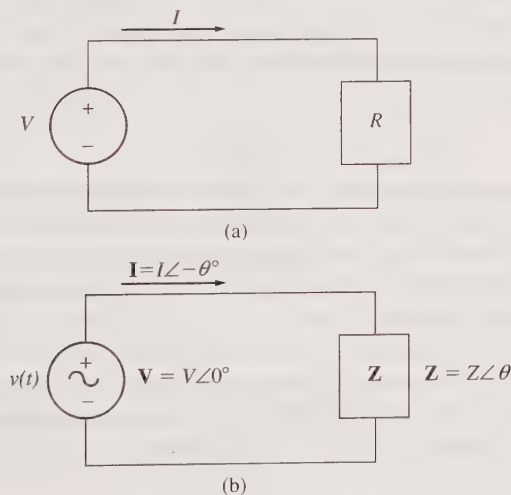 I
V
+
−
R
(a)
I=I∠−θ°
v(t)
+
−
V = V∠0°
Z
Z = Z∠θ
(b)